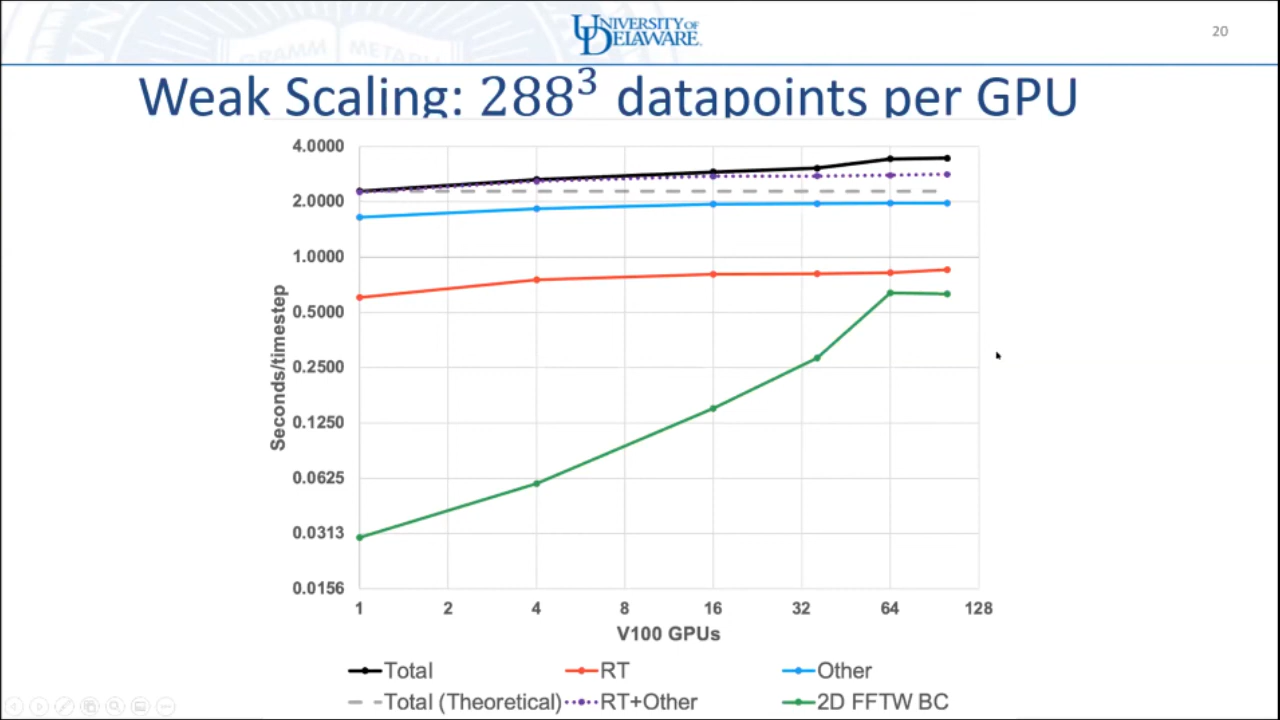 GRAMM METAPH
UNIVERSITY OF
DELAWARE.
20
Weak Scaling: 288³ datapoints per GPU
4.0000
2.0000
1.0000
0.5000
0.2500
0.1250
0.0625
0.0313
0.0156
Seconds/timestep
1 2 4 8 16 32 64 128
V100 GPUs
Total RT Other
Total (Theoretical) RT+Other 2D FFTW BC